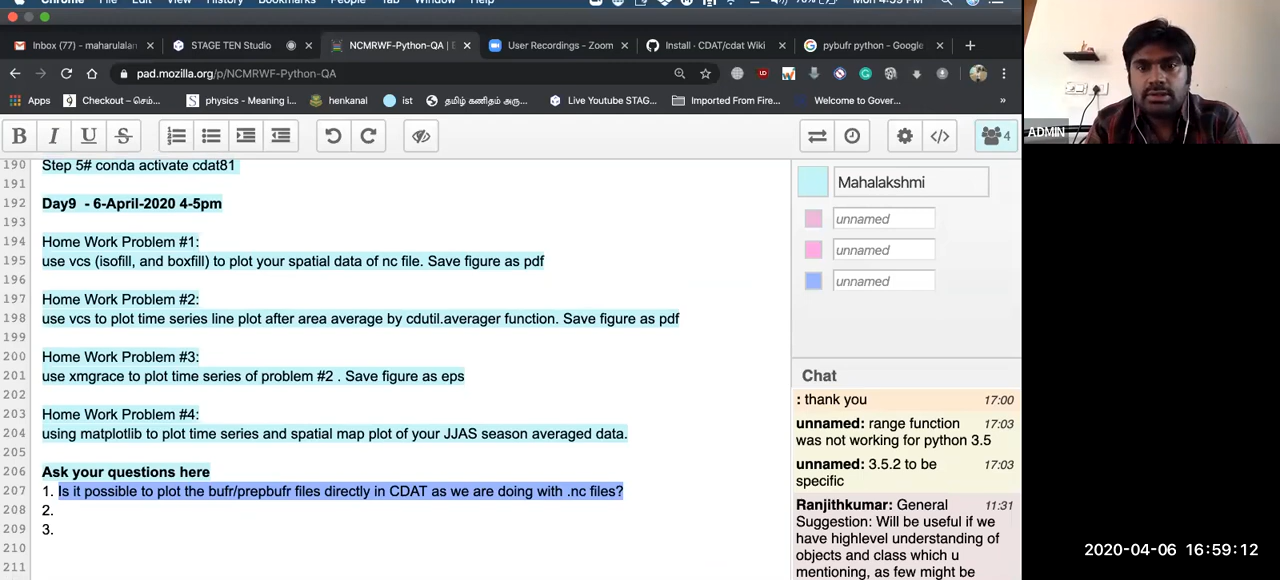 Chrome File Edit View History Bookmarks People Tab Window Help Mon 4:59 PM
Inbox (77) - maharulalan
STAGE TEN Studio
NCMRWF-Python-QA | E
User Recordings - Zoom
Install · CDAT/cdat Wiki
pybufr python - Google
pad.mozilla.org/p/NCMRWF-Python-QA
Apps
Checkout – செம்...
physics - Meaning i...
henkanal
ist
தமிழ் கணிதம் அரு...
Live Youtube STAG...
Imported From Fire...
Welcome to Gover...
»
B I U S
4
190 Step 5# conda activate cdat81
191
192 Day9 - 6-April-2020 4-5pm
193
194 Home Work Problem #1:
195 use vcs (isofill, and boxfill) to plot your spatial data of nc file. Save figure as pdf
196
197 Home Work Problem #2:
198 use vcs to plot time series line plot after area average by cdutil.averager function. Save figure as pdf
199
200 Home Work Problem #3:
201 use xmgrace to plot time series of problem #2 . Save figure as eps
202
203 Home Work Problem #4:
204 using matplotlib to plot time series and spatial map plot of your JJAS season averaged data.
205
206 Ask your questions here
207 1. Is it possible to plot the bufr/prepbufr files directly in CDAT as we are doing with .nc files?
208 2.
209 3.
210
211
Mahalakshmi
unnamed
unnamed
unnamed
Chat
: thank you 17:00
unnamed: range function 17:03
was not working for python 3.5
unnamed: 3.5.2 to be 17:03
specific
Ranjithkumar: General 11:31
Suggestion: Will be useful if we
have highlevel understanding of
objects and class which u
mentioning, as few might be
ADMIN
2020-04-06 16:59:12